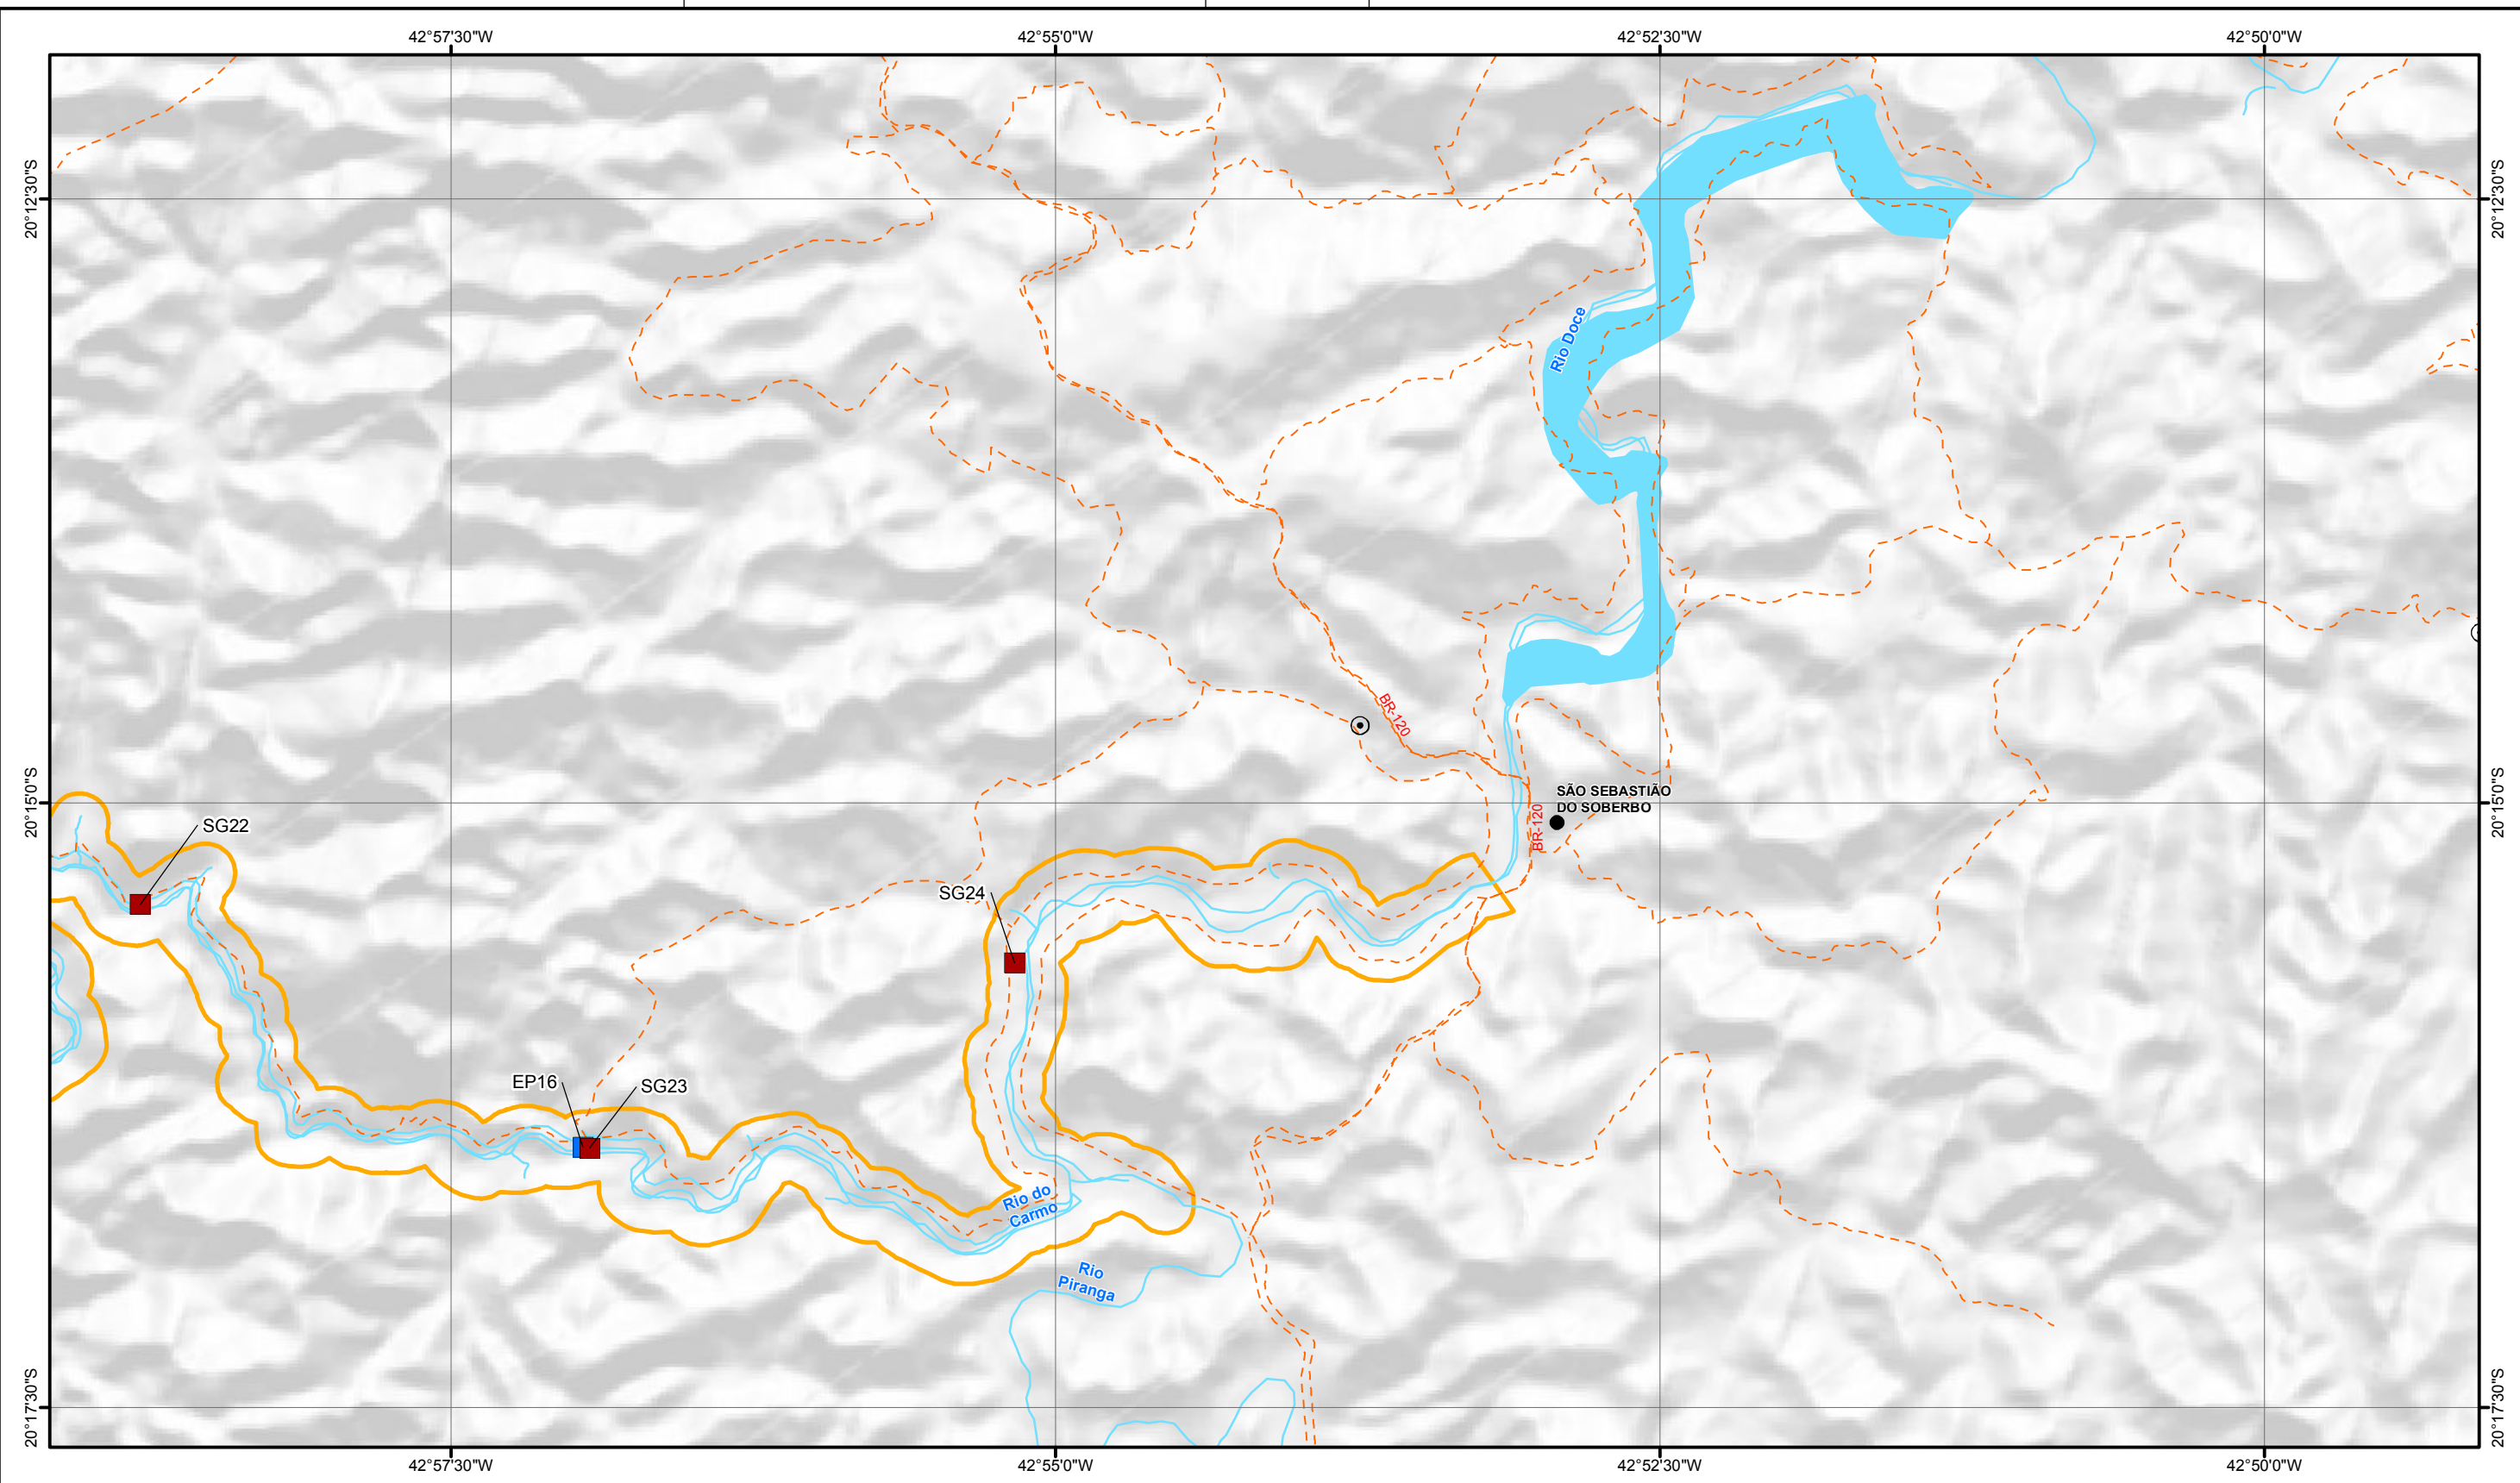 42°57'30"W
42°55'0"W
42°52'30"W
42°50'0"W
20°12'30"S
20°12'30"S
Rio Doce
BR-120
20°15'0"S
SÃO SEBASTIÃO
DO SOBERBO
20°15'0"S
BR-120
SG22
SG24
EP16
SG23
Rio do
Carmo
Rio
Piranga
20°17'30"S
20°17'30"S
42°57'30"W
42°55'0"W
42°52'30"W
42°50'0"W